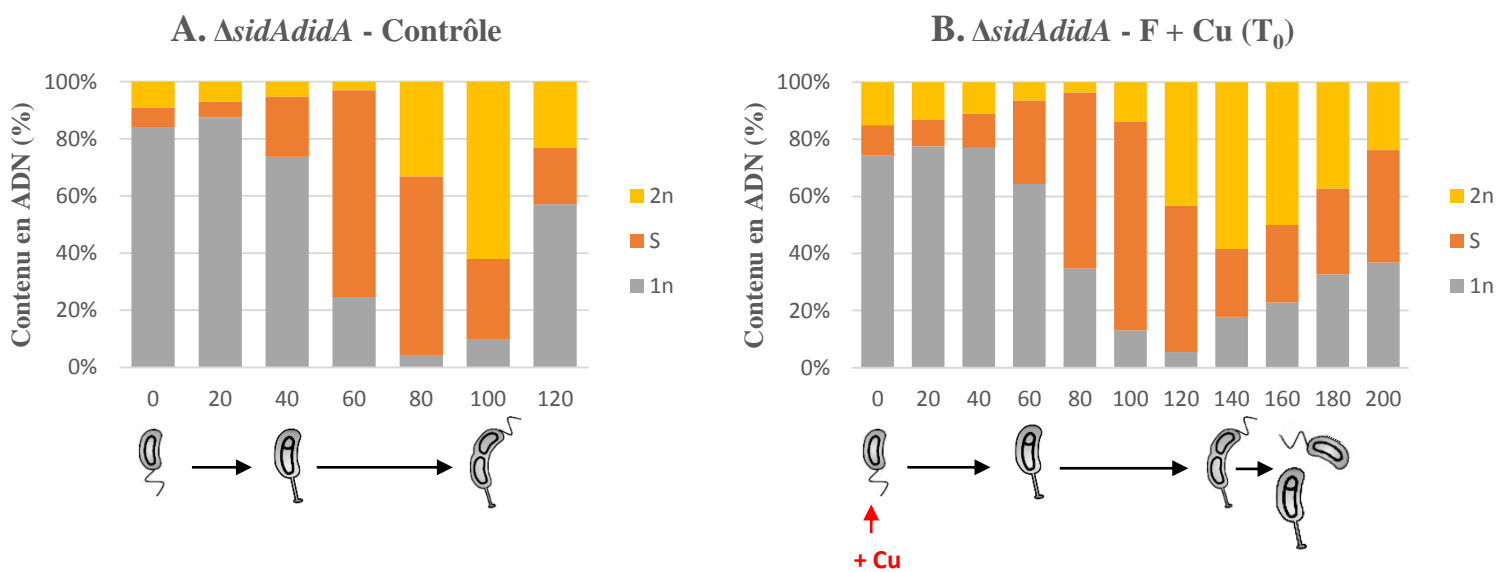 A. ΔsidAdidA - Contrôle
Contenu en ADN (%)
100%
80%
60%
40%
20%
0%
0 20 40 60 80 100 120
2n
S
1n
B. ΔsidAdidA - F + Cu (T0)
Contenu en ADN (%)
100%
80%
60%
40%
20%
0%
0 20 40 60 80 100 120 140 160 180 200
2n
S
1n
+ Cu